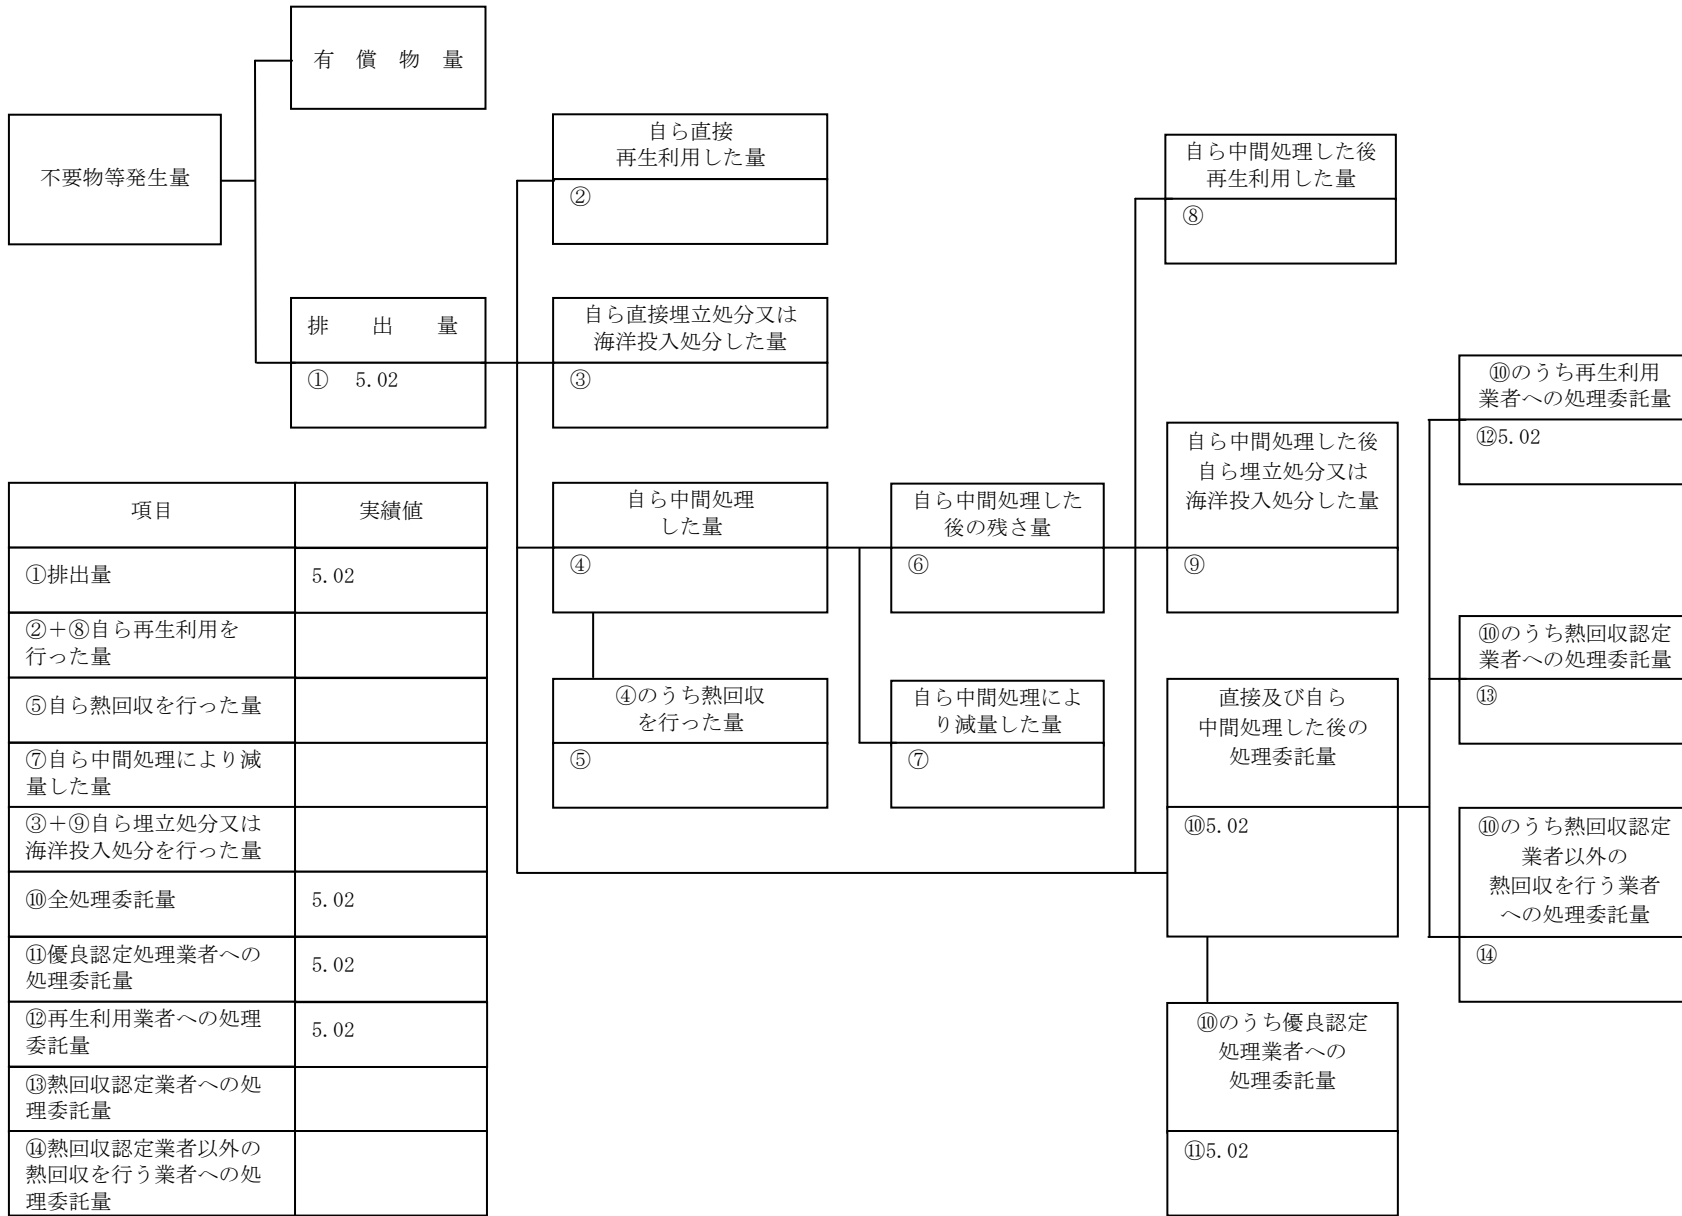 有 償 物 量
不要物等発生量
自ら直接
再生利用した量
②
自ら中間処理した後
再生利用した量
⑧
排 出 量
① 5.02
自ら直接埋立処分又は
海洋投入処分した量
③
⑩のうち再生利用
業者への処理委託量
⑫5.02
自ら中間処理
した量
④
自ら中間処理した
後の残さ量
⑥
自ら中間処理した後
自ら埋立処分又は
海洋投入処分した量
⑨
④のうち熱回収
を行った量
⑤
自ら中間処理によ
り減量した量
⑦
直接及び自ら
中間処理した後の
処理委託量
⑩5.02
⑩のうち熱回収認定
業者への処理委託量
⑬
⑩のうち熱回収認定
業者以外の
熱回収を行う業者
への処理委託量
⑭
⑩のうち優良認定
処理業者への
処理委託量
⑪5.02
項目 実績値
①排出量 5.02
②+⑧自ら再生利用を
行った量
⑤自ら熱回収を行った量
⑦自ら中間処理により減
量した量
③+⑨自ら埋立処分又は
海洋投入処分を行った量
⑩全処理委託量 5.02
⑪優良認定処理業者への
処理委託量 5.02
⑫再生利用業者への処理
委託量 5.02
⑬熱回収認定業者への処
理委託量
⑭熱回収認定業者以外の
熱回収を行う業者への処
理委託量